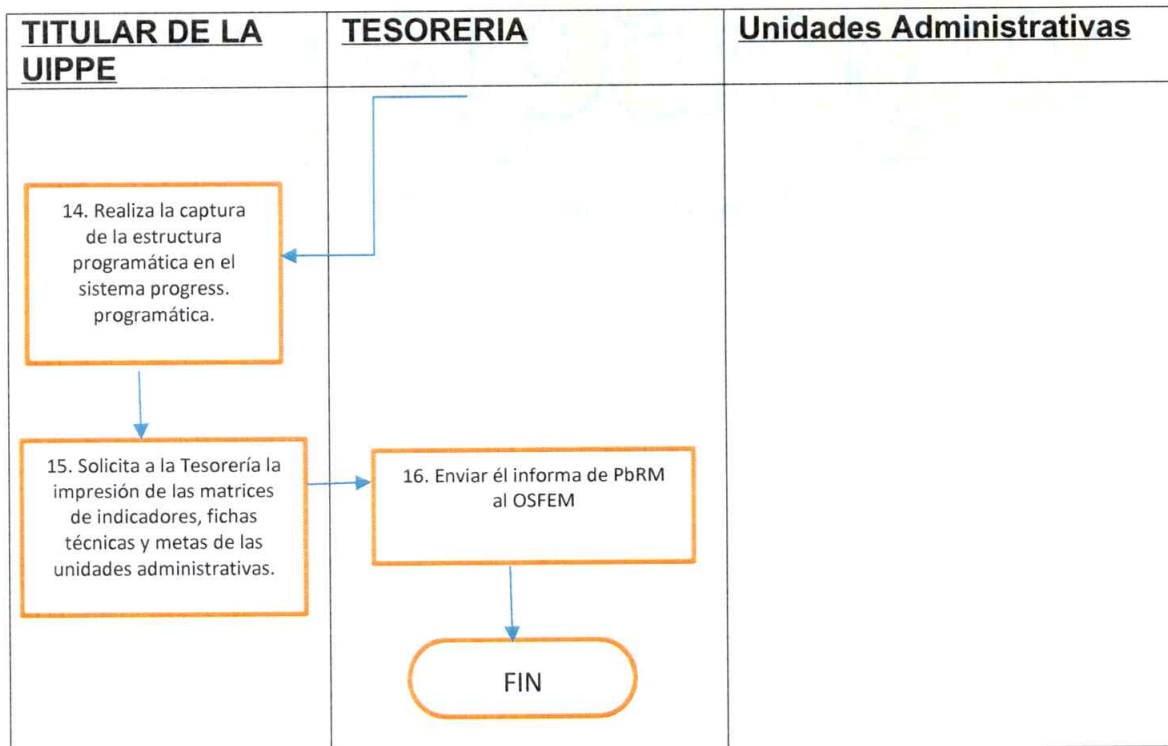 TITULAR DE LA
UIPPE
TESORERIA
Unidades Administrativas
14. Realiza la captura
de la estructura
programática en el
sistema progress.
programática.
15. Solicita a la Tesorería la
impresión de las matrices
de indicadores, fichas
técnicas y metas de las
unidades administrativas.
16. Enviar él informa de PbRM
al OSFEM
FIN